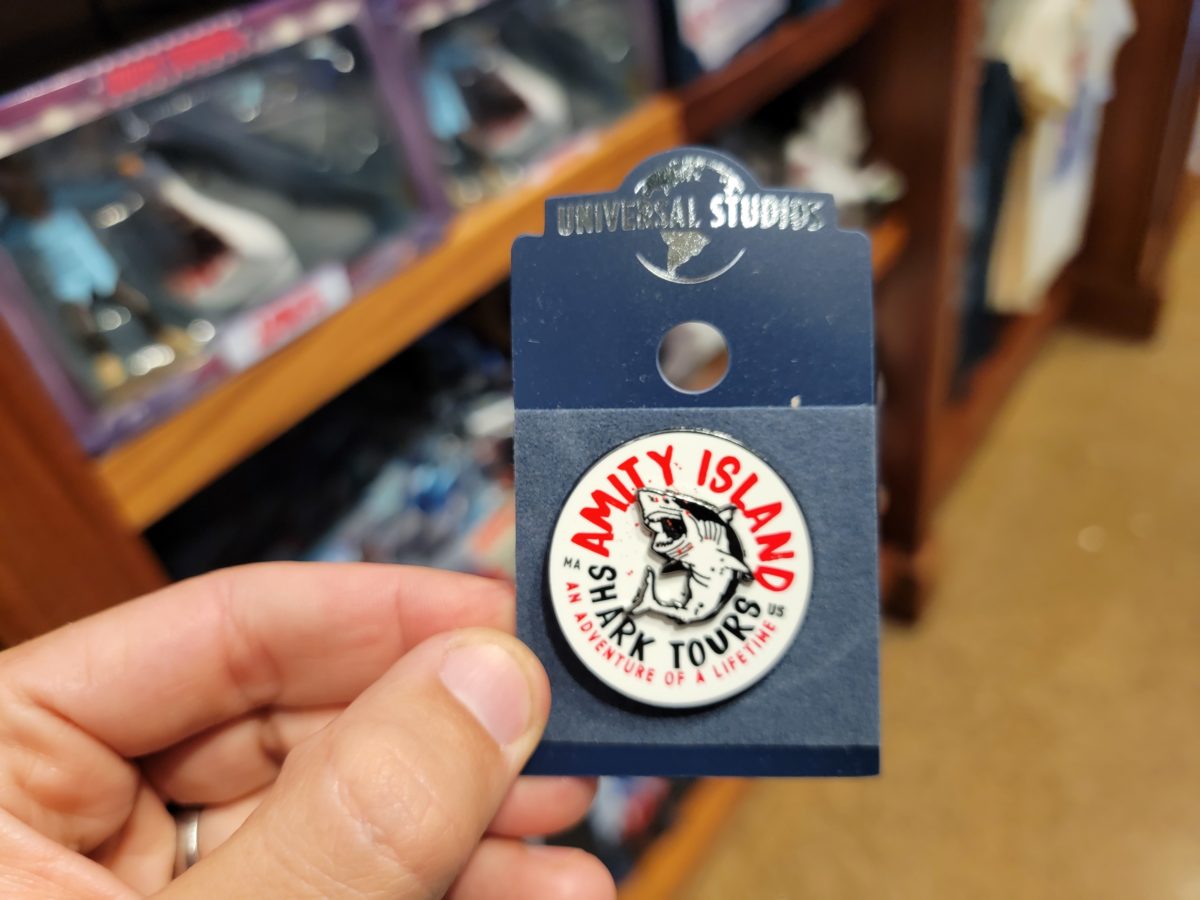 UNIVERSAL STUDIOS
AMITY ISLAND
MA
US
SHARK TOURS
AN ADVENTURE OF A LIFETIME